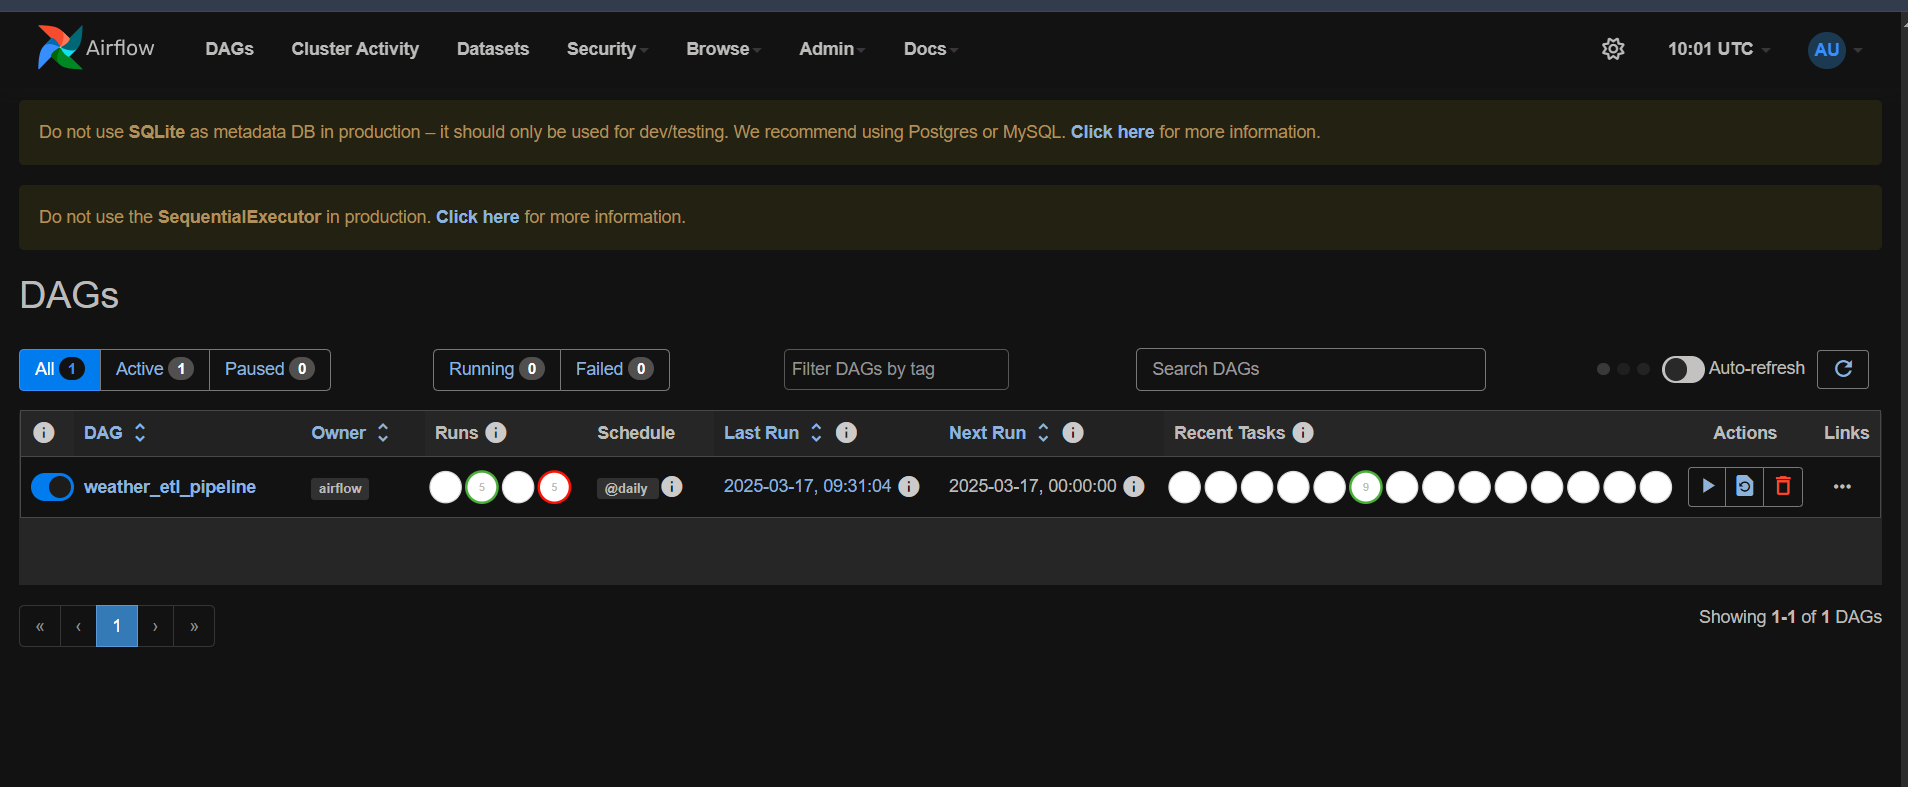 Airflow DAGs Cluster Activity Datasets Security Browse Admin Docs 10:01 UTC AU
Do not use SQLite as metadata DB in production – it should only be used for dev/testing. We recommend using Postgres or MySQL. Click here for more information.
Do not use the SequentialExecutor in production. Click here for more information.
DAGs
All 1 Active 1 Paused 0 Running 0 Failed 0 Filter DAGs by tag Search DAGs Auto-refresh
i DAG Owner Runs i Schedule Last Run i Next Run i Recent Tasks i Actions Links
weather_etl_pipeline airflow 5 5 @daily i 2025-03-17, 09:31:04 i 2025-03-17, 00:00:00 i 9
« ‹ 1 › »
Showing 1-1 of 1 DAGs